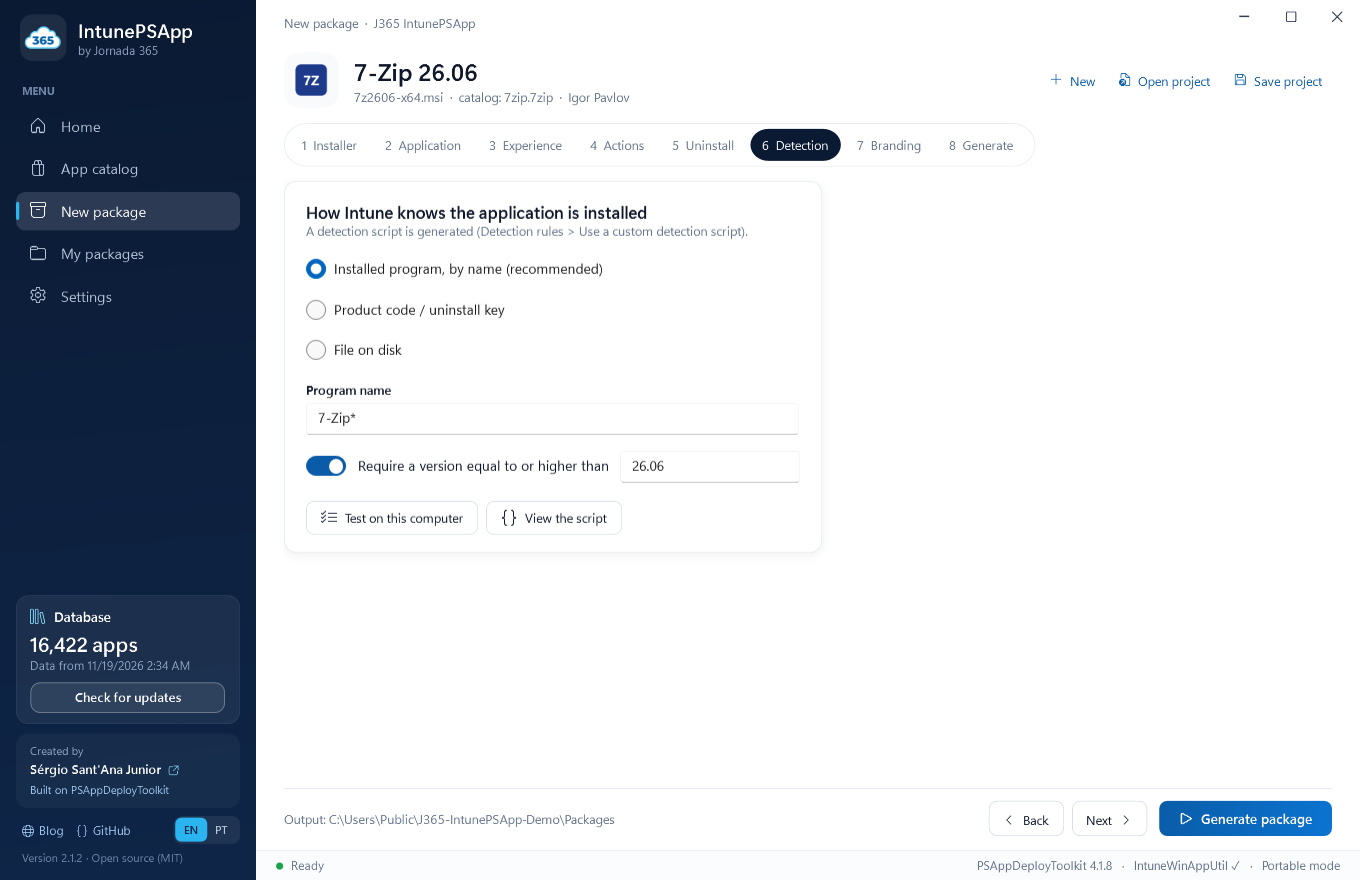 365
IntunePSApp
by Jornada 365
MENU
Home
App catalog
New package
My packages
Settings
Database
16,422 apps
Data from 11/19/2026 2:34 AM
Check for updates
Created by
Sérgio Sant'Ana Junior
Built on PSAppDeployToolkit
Blog
{ } GitHub
EN
PT
Version 2.1.2 · Open source (MIT)
New package · J365 IntunePSApp
7Z
7-Zip 26.06
7z2606-x64.msi · catalog: 7zip.7zip · Igor Pavlov
New
Open project
Save project
1 Installer
2 Application
3 Experience
4 Actions
5 Uninstall
6 Detection
7 Branding
8 Generate
How Intune knows the application is installed
A detection script is generated (Detection rules > Use a custom detection script).
Installed program, by name (recommended)
Product code / uninstall key
File on disk
Program name
7-Zip*
Require a version equal to or higher than
26.06
Test on this computer
{ } View the script
Output: C:\Users\Public\J365-IntunePSApp-Demo\Packages
Back
Next
Generate package
Ready
PSAppDeployToolkit 4.1.8 · IntuneWinAppUtil ✓ · Portable mode